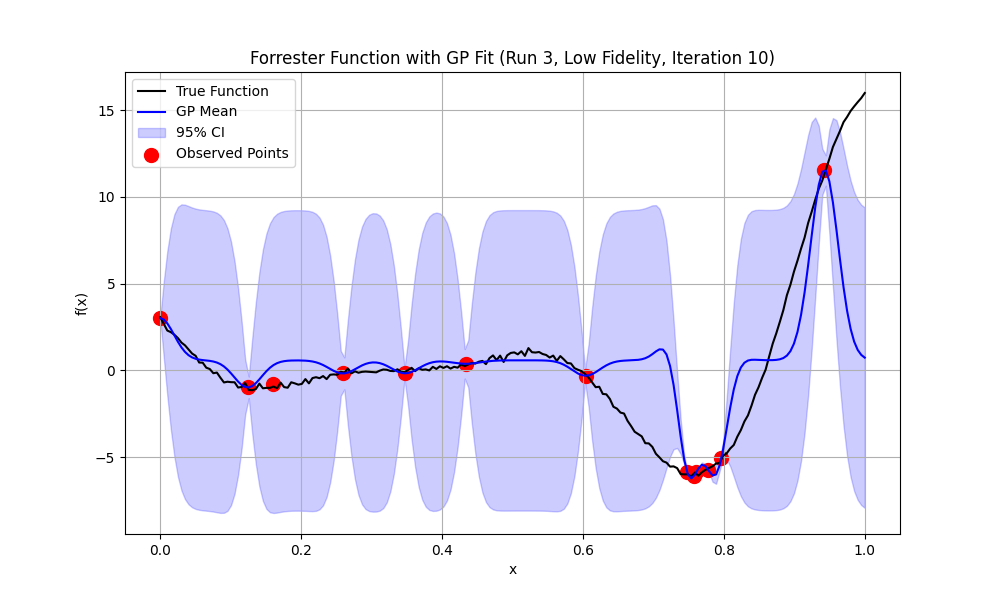 Forrester Function with GP Fit (Run 3, Low Fidelity, Iteration 10)
True Function
GP Mean
95% CI
Observed Points
15
10
5
0
−5
f(x)
0.0 0.2 0.4 0.6 0.8 1.0
x